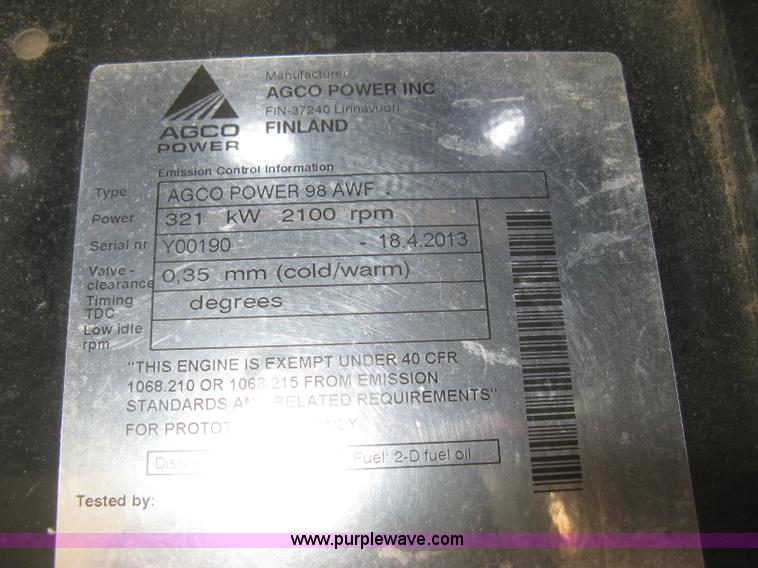 Manufacturer
AGCO POWER INC
FIN-37240 Linnavuori
FINLAND
AGCO
POWER
Emission Control Information
Type AGCO POWER 98 AWF .
Power 321 kW 2100 rpm
Serial nr Y00190 - 18.4.2013
Valve -
clearance 0,35 mm (cold/warm)
Timing
TDC degrees
Low idle
rpm
"THIS ENGINE IS EXEMPT UNDER 40 CFR
1068.210 OR 1068.215 FROM EMISSION
STANDARDS AND RELATED REQUIREMENTS"
FOR ONLY
Fuel: 2-D fuel oil
Tested by:
www.purplewave.com